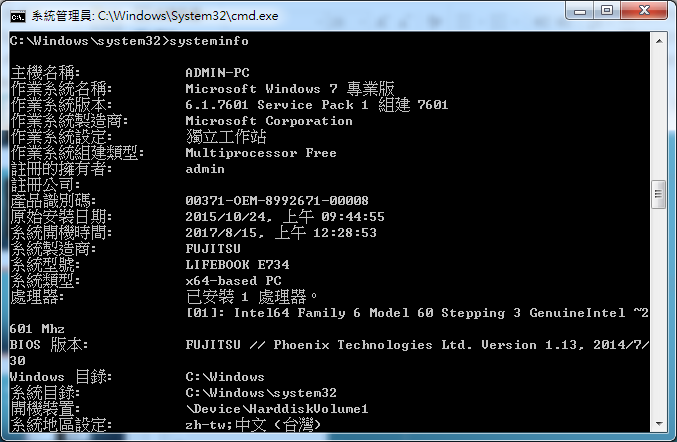 系統管理員: C:\Windows\System32\cmd.exe
C:\Windows\system32>systeminfo
主機名稱: ADMIN-PC
作業系統名稱: Microsoft Windows 7 專業版
作業系統版本: 6.1.7601 Service Pack 1 組建 7601
作業系統製造商: Microsoft Corporation
作業系統設定: 獨立工作站
作業系統組建類型: Multiprocessor Free
註冊的擁有者: admin
註冊公司:
產品識別碼: 00371-OEM-8992671-00008
原始安裝日期: 2015/10/24, 上午 09:44:55
系統開機時間: 2017/8/15, 上午 12:28:53
系統製造商: FUJITSU
系統型號: LIFEBOOK E734
系統類型: x64-based PC
處理器: 已安裝 1 處理器。
[01]: Intel64 Family 6 Model 60 Stepping 3 GenuineIntel ~2
601 Mhz
BIOS 版本: FUJITSU // Phoenix Technologies Ltd. Version 1.13, 2014/7/
30
Windows 目錄: C:\Windows
系統目錄: C:\Windows\system32
開機裝置: \Device\HarddiskVolume1
系統地區設定: zh-tw;中文 (台灣)